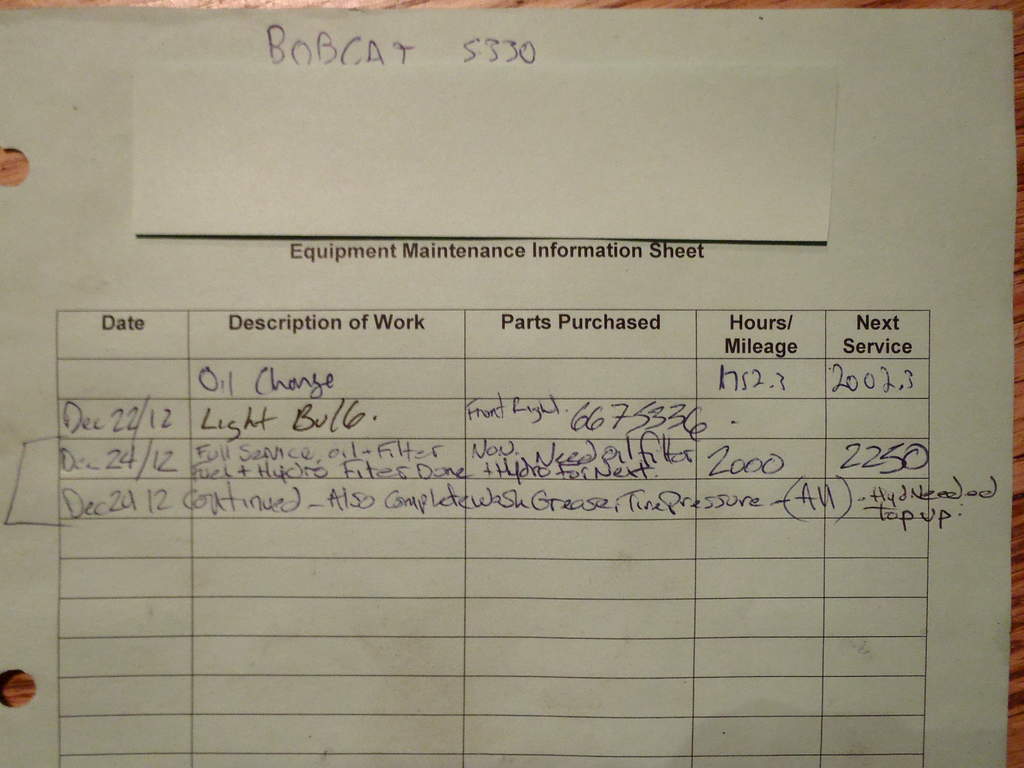 BOBCAT S330
Equipment Maintenance Information Sheet
Date Description of Work Parts Purchased Hours/ Mileage Next Service
Oil Change 1752.3 2002.3
Dec 22/12 Light Bulb. Front Right. 6675336
Dec 24/12 Full Service, oil-Filter Now. Need oil filter 2000 2250
Fuel + Hydro Filter Done + Hydro for Next.
Dec 24 12 Continued - Also Complete Wash Grease, Tire Pressure - (All) - Hyd Needed
top up.